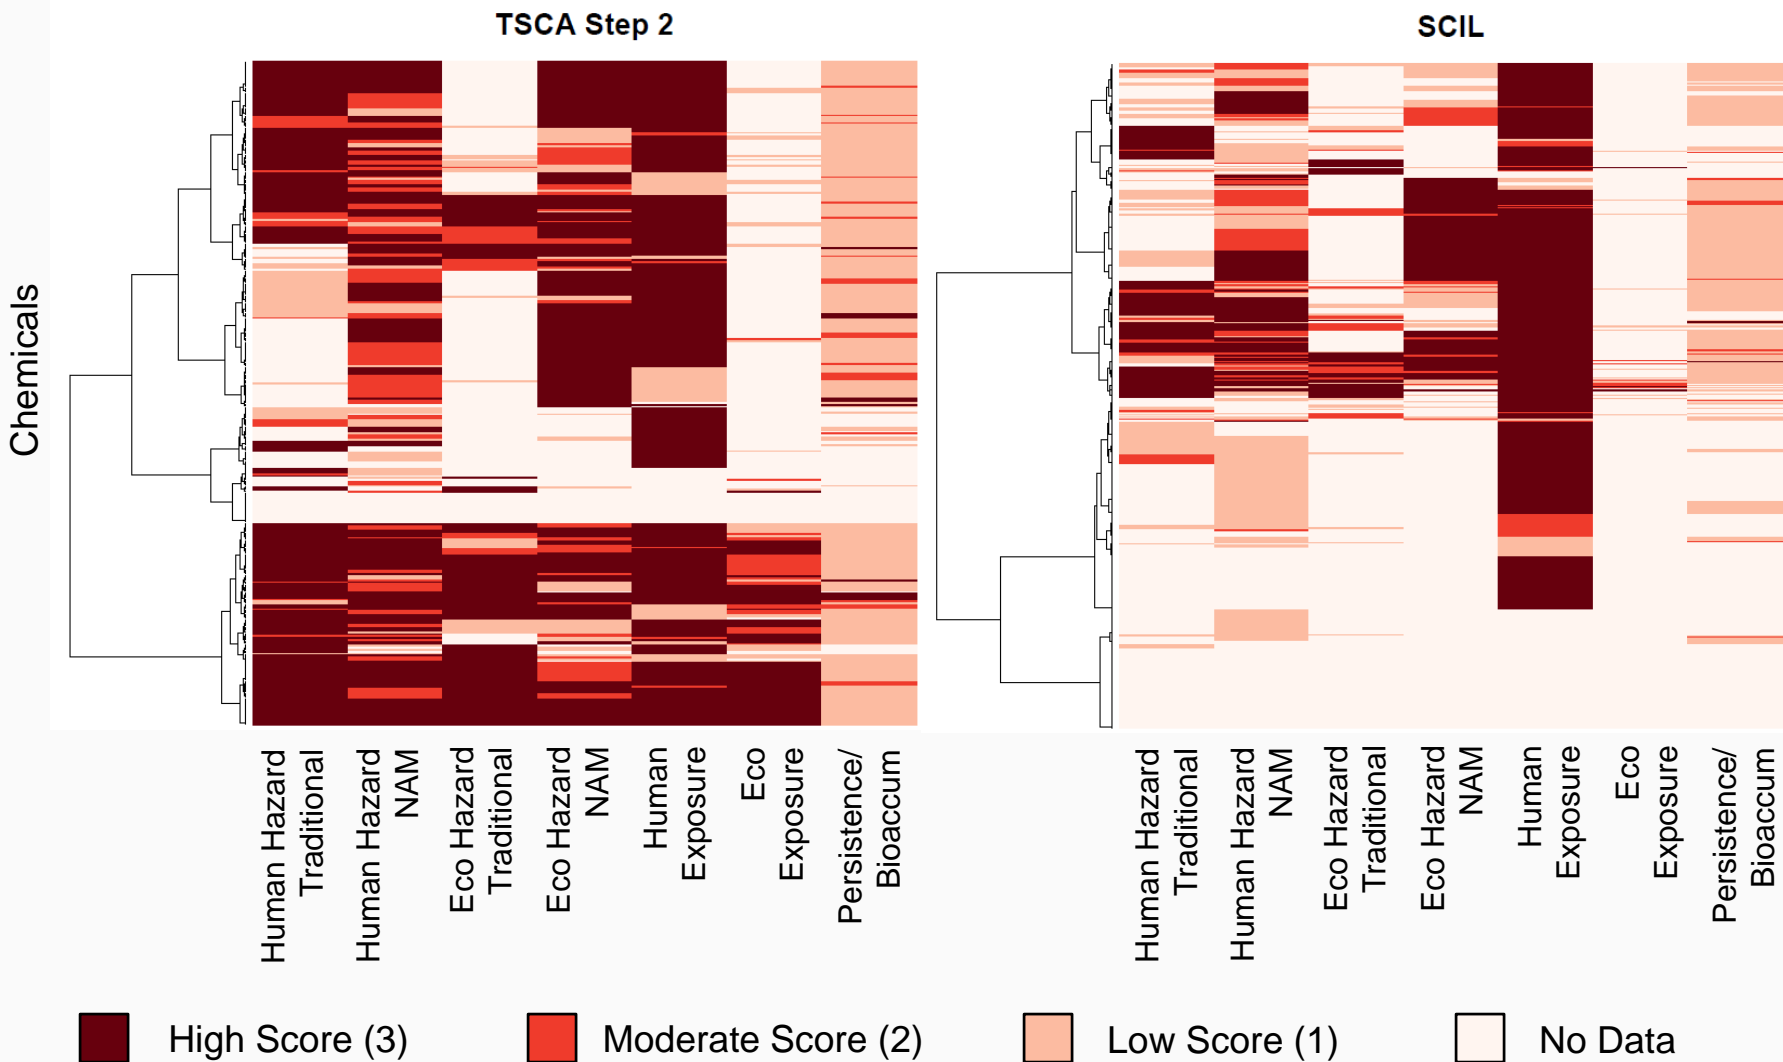 TSCA Step 2
SCIL
Chemicals
Human Hazard
Traditional
Human Hazard
NAM
Eco Hazard
Traditional
Eco Hazard
NAM
Human
Exposure
Eco
Exposure
Persistence/
Bioaccum
Human Hazard
Traditional
Human Hazard
NAM
Eco Hazard
Traditional
Eco Hazard
NAM
Human
Exposure
Eco
Exposure
Persistence/
Bioaccum
High Score (3)
Moderate Score (2)
Low Score (1)
No Data